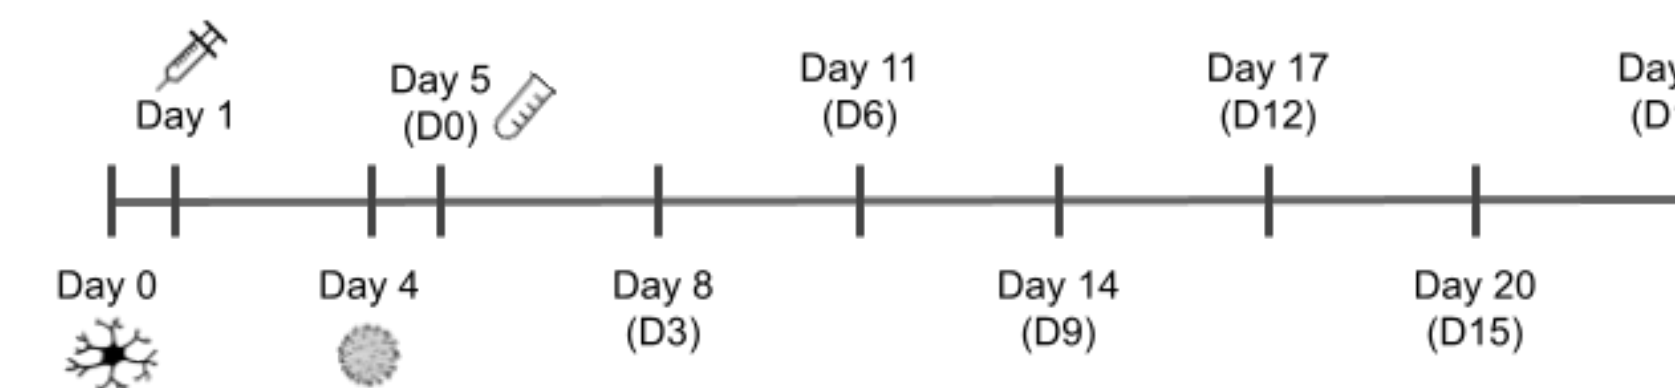 Day 1
Day 5
(D0)
Day 11
(D6)
Day 17
(D12)
Day 0
Day 4
Day 8
(D3)
Day 14
(D9)
Day 20
(D15)